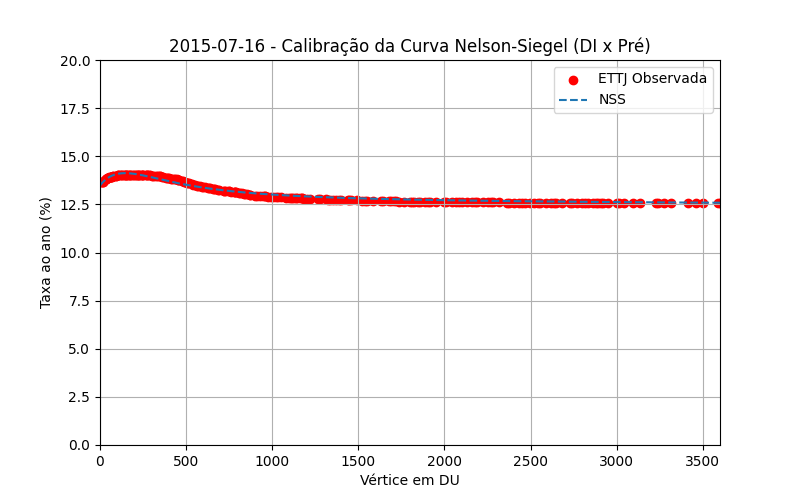 2015-07-16 - Calibração da Curva Nelson-Siegel (DI x Pré)
ETTJ Observada
NSS
Taxa ao ano (%)
20.0
17.5
15.0
12.5
10.0
7.5
5.0
2.5
0.0
0 500 1000 1500 2000 2500 3000 3500
Vértice em DU